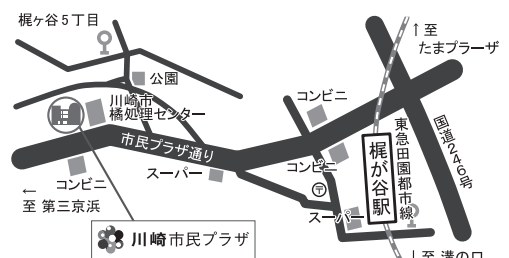 梶ヶ谷5丁目
↑至
たまプラーザ
公園
コンビニ
川崎市
橘処理センター
国道246号
市民プラザ通り
東急田園都市線
梶が谷駅
コンビニ
スーパー
コンビニ
←
至 第三京浜
〒
スーパー
川崎市民プラザ
↓至 溝の口